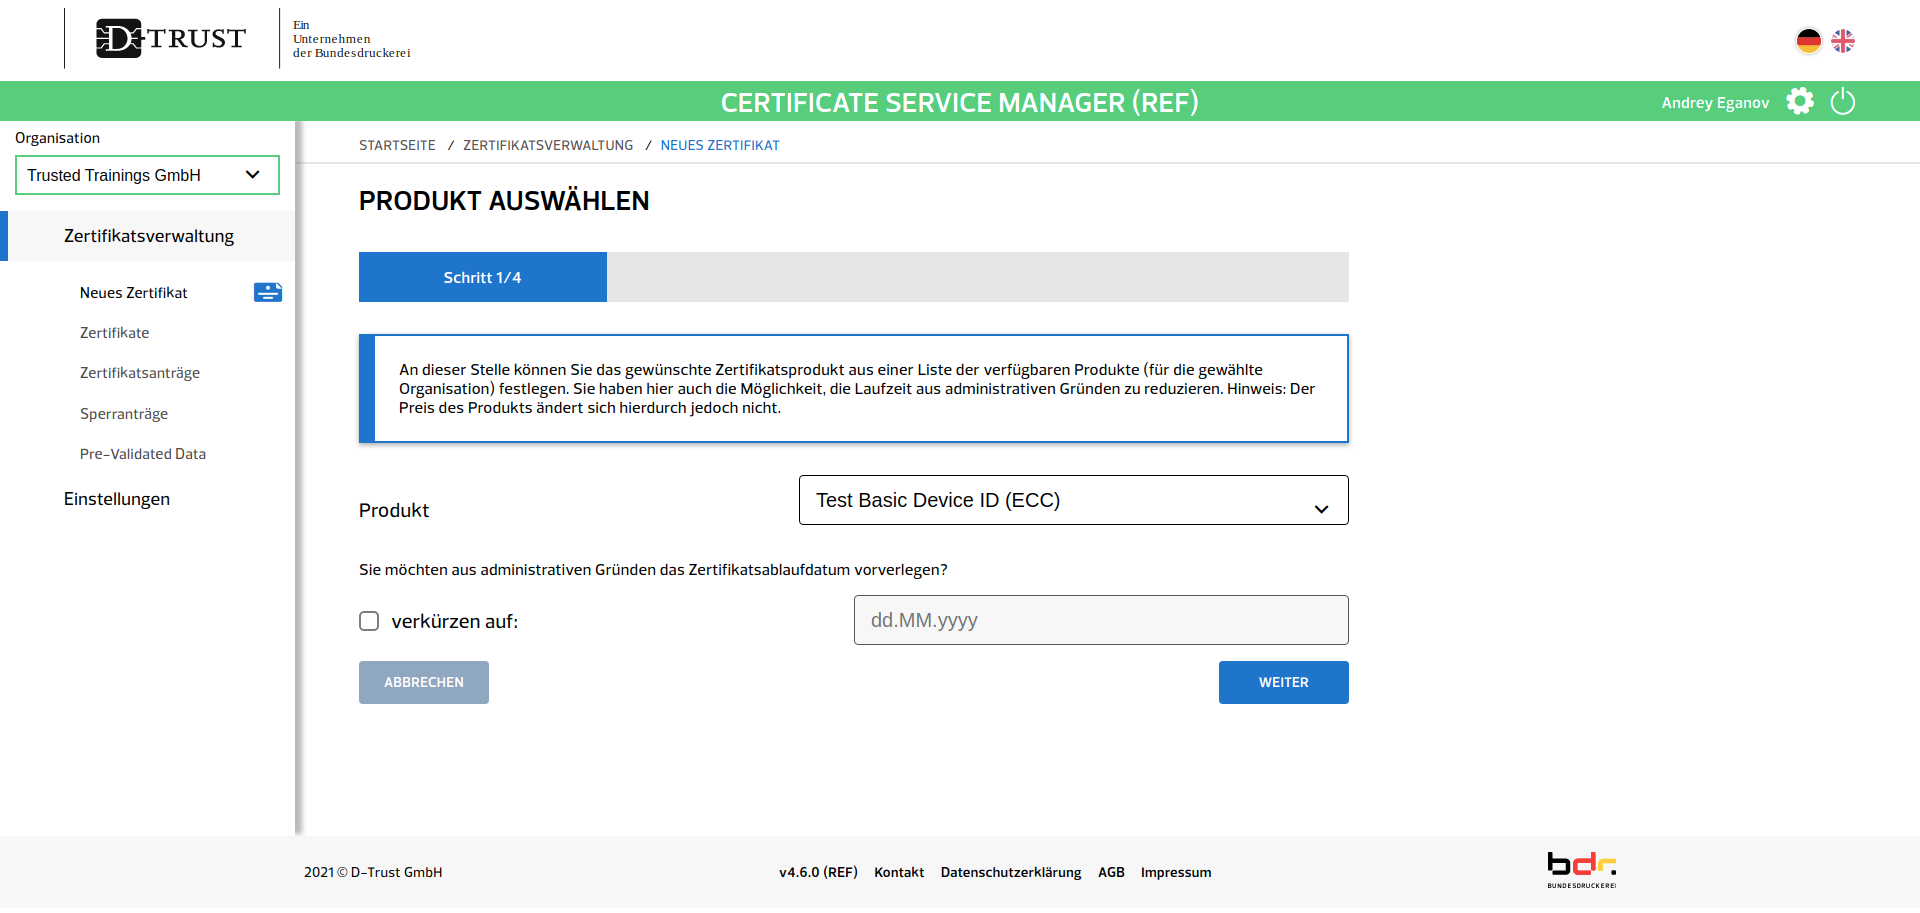 D-TRUST
Ein
Unternehmen
der Bundesdruckerei
CERTIFICATE SERVICE MANAGER (REF)
Andrey Eganov
Organisation
Trusted Trainings GmbH
Zertifikatsverwaltung
Neues Zertifikat
Zertifikate
Zertifikatsanträge
Sperranträge
Pre-Validated Data
Einstellungen
STARTSEITE / ZERTIFIKATSVERWALTUNG / NEUES ZERTIFIKAT
PRODUKT AUSWÄHLEN
Schritt 1/4
An dieser Stelle können Sie das gewünschte Zertifikatsprodukt aus einer Liste der verfügbaren Produkte (für die gewählte
Organisation) festlegen. Sie haben hier auch die Möglichkeit, die Laufzeit aus administrativen Gründen zu reduzieren. Hinweis: Der
Preis des Produkts ändert sich hierdurch jedoch nicht.
Produkt
Test Basic Device ID (ECC)
Sie möchten aus administrativen Gründen das Zertifikatsablaufdatum vorverlegen?
verkürzen auf:
dd.MM.yyyy
ABBRECHEN
WEITER
2021 © D-Trust GmbH
v4.6.0 (REF) Kontakt Datenschutzerklärung AGB Impressum
bdr.
BUNDESDRUCKEREI